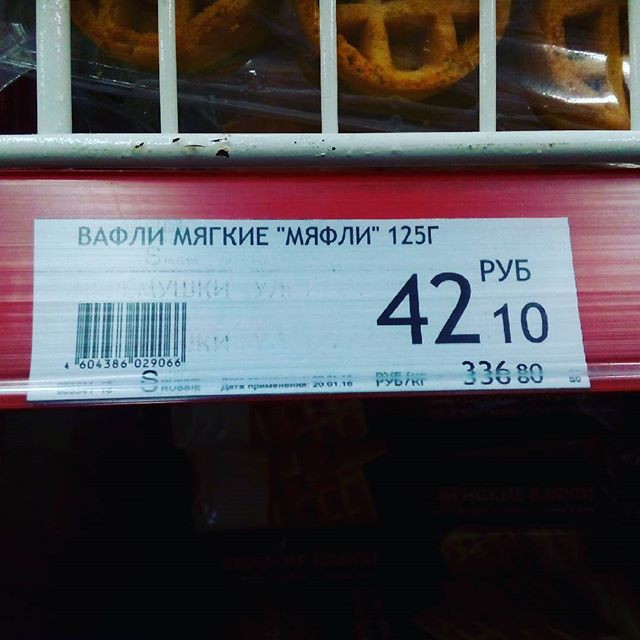 ВАФЛИ МЯГКИЕ "МЯФЛИ" 125Г
РУБ
42 10
4 604386 029066
РУБ/КГ 336 80
Дата применения: 20.01.16